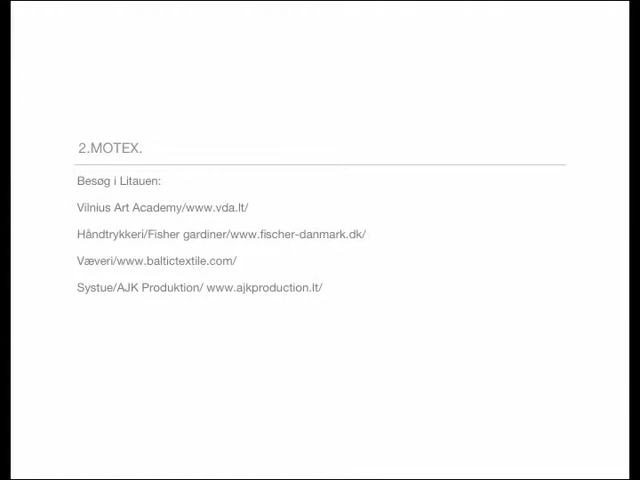 2.MOTEX.
Besøg i Litauen:
Vilnius Art Academy/www.vda.lt/
Håndtrykkeri/Fisher gardiner/www.fischer-danmark.dk/
Væveri/www.baltictextile.com/
Systue/AJK Produktion/ www.ajkproduction.lt/